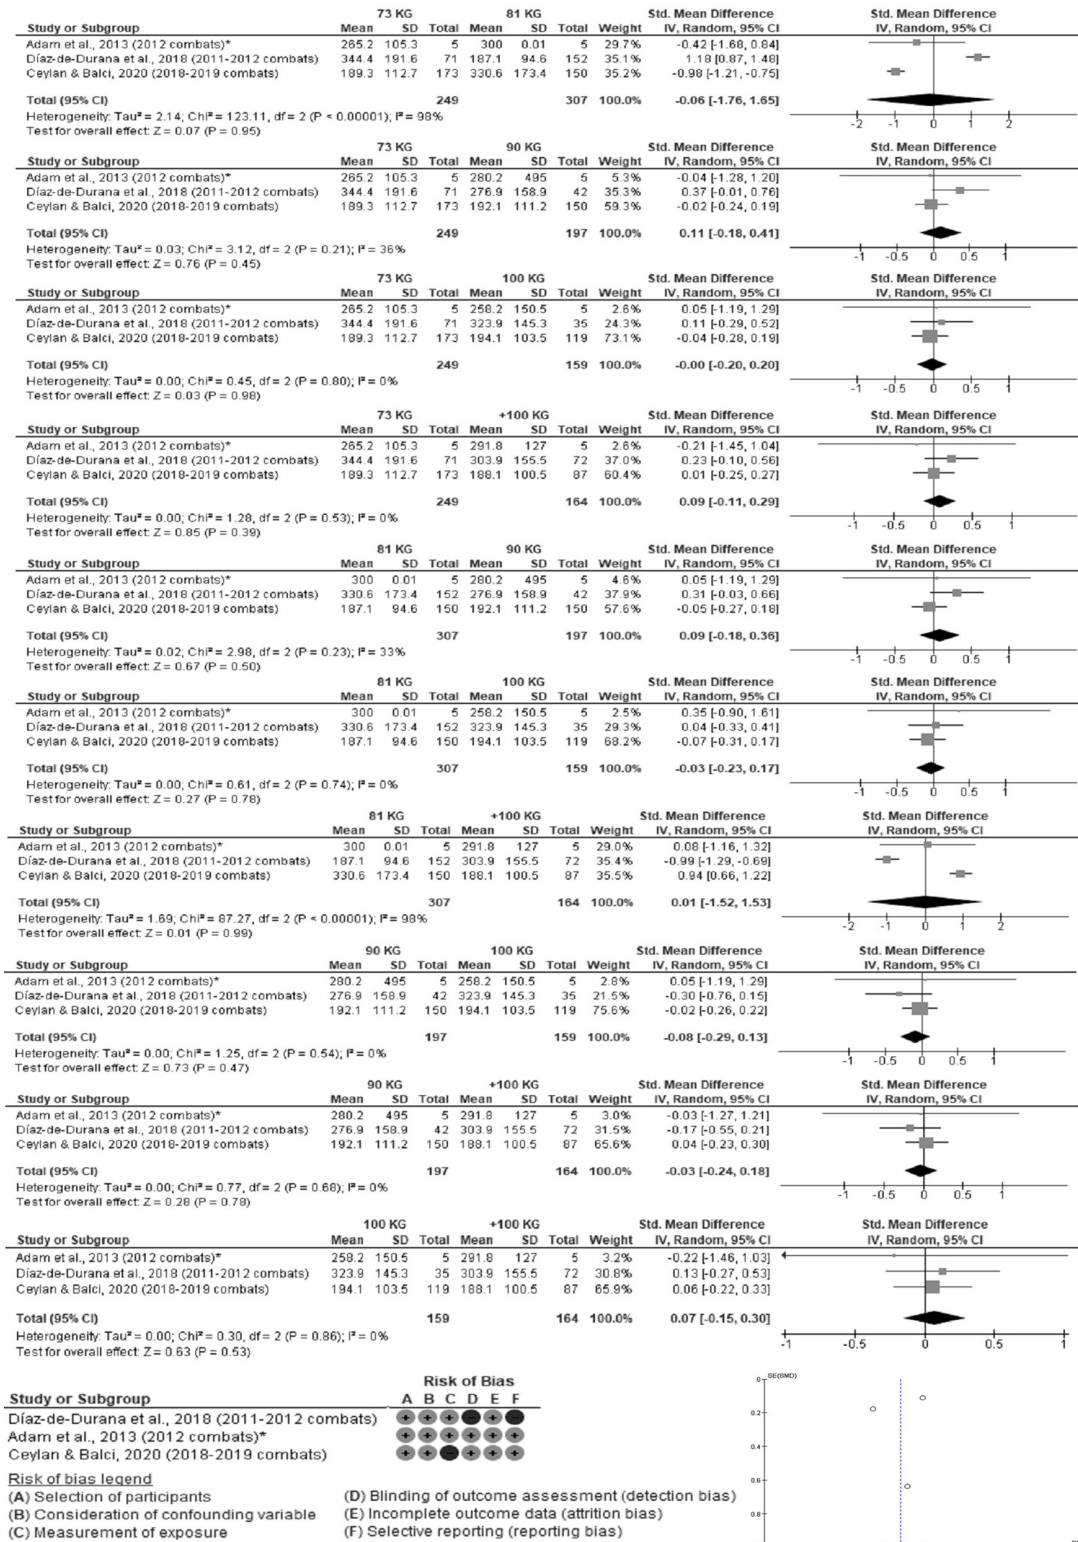 73 KG 81 KG Std. Mean Difference Std. Mean Difference
Study or Subgroup Mean SD Total Mean SD Total Weight IV, Random, 95% CI IV, Random, 95% CI
Adam et al., 2013 (2012 combats)* 265.2 105.3 5 300 0.01 5 29.7% -0.42 [-1.68, 0.84]
Díaz-de-Durana et al., 2018 (2011-2012 combats) 344.4 191.6 71 187.1 94.6 152 35.1% 1.18 [0.87, 1.48]
Ceylan & Balci, 2020 (2018-2019 combats) 189.3 112.7 173 330.6 173.4 150 35.2% -0.98 [-1.21, -0.75]
Total (95% CI) 249 307 100.0% -0.06 [-1.76, 1.65]
Heterogeneity: Tau² = 2.14; Chi² = 123.11, df = 2 (P < 0.00001); I² = 98%
Test for overall effect: Z = 0.07 (P = 0.95)
-2 -1 0 1 2
73 KG 90 KG Std. Mean Difference Std. Mean Difference
Study or Subgroup Mean SD Total Mean SD Total Weight IV, Random, 95% CI IV, Random, 95% CI
Adam et al., 2013 (2012 combats)* 265.2 105.3 5 280.2 495 5 5.3% -0.04 [-1.28, 1.20]
Díaz-de-Durana et al., 2018 (2011-2012 combats) 344.4 191.6 71 276.9 158.9 42 35.3% 0.37 [-0.01, 0.76]
Ceylan & Balci, 2020 (2018-2019 combats) 189.3 112.7 173 192.1 111.2 150 59.3% -0.02 [-0.24, 0.19]
Total (95% CI) 249 197 100.0% 0.11 [-0.18, 0.41]
Heterogeneity: Tau² = 0.03; Chi² = 3.12, df = 2 (P = 0.21); I² = 36%
Test for overall effect: Z = 0.76 (P = 0.45)
-1 -0.5 0 0.5 1
73 KG 100 KG Std. Mean Difference Std. Mean Difference
Study or Subgroup Mean SD Total Mean SD Total Weight IV, Random, 95% CI IV, Random, 95% CI
Adam et al., 2013 (2012 combats)* 265.2 105.3 5 258.2 150.5 5 2.6% 0.05 [-1.19, 1.29]
Díaz-de-Durana et al., 2018 (2011-2012 combats) 344.4 191.6 71 323.9 145.3 35 24.3% 0.11 [-0.29, 0.52]
Ceylan & Balci, 2020 (2018-2019 combats) 189.3 112.7 173 194.1 103.5 119 73.1% -0.04 [-0.28, 0.19]
Total (95% CI) 249 159 100.0% -0.00 [-0.20, 0.20]
Heterogeneity: Tau² = 0.00; Chi² = 0.45, df = 2 (P = 0.80); I² = 0%
Test for overall effect: Z = 0.03 (P = 0.98)
-1 -0.5 0 0.5 1
73 KG +100 KG Std. Mean Difference Std. Mean Difference
Study or Subgroup Mean SD Total Mean SD Total Weight IV, Random, 95% CI IV, Random, 95% CI
Adam et al., 2013 (2012 combats)* 265.2 105.3 5 291.8 127 5 2.6% -0.21 [-1.45, 1.04]
Díaz-de-Durana et al., 2018 (2011-2012 combats) 344.4 191.6 71 303.9 155.5 72 37.0% 0.23 [-0.10, 0.56]
Ceylan & Balci, 2020 (2018-2019 combats) 189.3 112.7 173 188.1 100.5 87 60.4% 0.01 [-0.25, 0.27]
Total (95% CI) 249 164 100.0% 0.09 [-0.11, 0.29]
Heterogeneity: Tau² = 0.00; Chi² = 1.28, df = 2 (P = 0.53); I² = 0%
Test for overall effect: Z = 0.85 (P = 0.39)
-1 -0.5 0 0.5 1
81 KG 90 KG Std. Mean Difference Std. Mean Difference
Study or Subgroup Mean SD Total Mean SD Total Weight IV, Random, 95% CI IV, Random, 95% CI
Adam et al., 2013 (2012 combats)* 300 0.01 5 280.2 495 5 4.6% 0.05 [-1.19, 1.29]
Díaz-de-Durana et al., 2018 (2011-2012 combats) 330.6 173.4 152 276.9 158.9 42 37.9% 0.31 [-0.03, 0.66]
Ceylan & Balci, 2020 (2018-2019 combats) 187.1 94.6 150 192.1 111.2 150 57.6% -0.05 [-0.27, 0.18]
Total (95% CI) 307 197 100.0% 0.09 [-0.18, 0.36]
Heterogeneity: Tau² = 0.02; Chi² = 2.98, df = 2 (P = 0.23); I² = 33%
Test for overall effect: Z = 0.67 (P = 0.50)
-1 -0.5 0 0.5 1
81 KG 100 KG Std. Mean Difference Std. Mean Difference
Study or Subgroup Mean SD Total Mean SD Total Weight IV, Random, 95% CI IV, Random, 95% CI
Adam et al., 2013 (2012 combats)* 300 0.01 5 258.2 150.5 5 2.5% 0.35 [-0.90, 1.61]
Díaz-de-Durana et al., 2018 (2011-2012 combats) 330.6 173.4 152 323.9 145.3 35 29.3% 0.04 [-0.33, 0.41]
Ceylan & Balci, 2020 (2018-2019 combats) 187.1 94.6 150 194.1 103.5 119 68.2% -0.07 [-0.31, 0.17]
Total (95% CI) 307 159 100.0% -0.03 [-0.23, 0.17]
Heterogeneity: Tau² = 0.00; Chi² = 0.61, df = 2 (P = 0.74); I² = 0%
Test for overall effect: Z = 0.27 (P = 0.78)
-1 -0.5 0 0.5 1
81 KG +100 KG Std. Mean Difference Std. Mean Difference
Study or Subgroup Mean SD Total Mean SD Total Weight IV, Random, 95% CI IV, Random, 95% CI
Adam et al., 2013 (2012 combats)* 300 0.01 5 291.8 127 5 29.0% 0.08 [-1.16, 1.32]
Díaz-de-Durana et al., 2018 (2011-2012 combats) 187.1 94.6 152 303.9 155.5 72 35.4% -0.99 [-1.29, -0.69]
Ceylan & Balci, 2020 (2018-2019 combats) 330.6 173.4 150 188.1 100.5 87 35.5% 0.94 [0.66, 1.22]
Total (95% CI) 307 164 100.0% 0.01 [-1.52, 1.53]
Heterogeneity: Tau² = 1.69; Chi² = 87.27, df = 2 (P < 0.00001); I² = 98%
Test for overall effect: Z = 0.01 (P = 0.99)
-2 -1 0 1 2
90 KG 100 KG Std. Mean Difference Std. Mean Difference
Study or Subgroup Mean SD Total Mean SD Total Weight IV, Random, 95% CI IV, Random, 95% CI
Adam et al., 2013 (2012 combats)* 280.2 495 5 258.2 150.5 5 2.8% 0.05 [-1.19, 1.29]
Díaz-de-Durana et al., 2018 (2011-2012 combats) 276.9 158.9 42 323.9 145.3 35 21.5% -0.30 [-0.76, 0.15]
Ceylan & Balci, 2020 (2018-2019 combats) 192.1 111.2 150 194.1 103.5 119 75.6% -0.02 [-0.26, 0.22]
Total (95% CI) 197 159 100.0% -0.08 [-0.29, 0.13]
Heterogeneity: Tau² = 0.00; Chi² = 1.25, df = 2 (P = 0.54); I² = 0%
Test for overall effect: Z = 0.73 (P = 0.47)
-1 -0.5 0 0.5 1
90 KG +100 KG Std. Mean Difference Std. Mean Difference
Study or Subgroup Mean SD Total Mean SD Total Weight IV, Random, 95% CI IV, Random, 95% CI
Adam et al., 2013 (2012 combats)* 280.2 495 5 291.8 127 5 3.0% -0.03 [-1.27, 1.21]
Díaz-de-Durana et al., 2018 (2011-2012 combats) 276.9 158.9 42 303.9 155.5 72 31.5% -0.17 [-0.55, 0.21]
Ceylan & Balci, 2020 (2018-2019 combats) 192.1 111.2 150 188.1 100.5 87 65.6% 0.04 [-0.23, 0.30]
Total (95% CI) 197 164 100.0% -0.03 [-0.24, 0.18]
Heterogeneity: Tau² = 0.00; Chi² = 0.77, df = 2 (P = 0.68); I² = 0%
Test for overall effect: Z = 0.28 (P = 0.78)
-1 -0.5 0 0.5 1
100 KG +100 KG Std. Mean Difference Std. Mean Difference
Study or Subgroup Mean SD Total Mean SD Total Weight IV, Random, 95% CI IV, Random, 95% CI
Adam et al., 2013 (2012 combats)* 258.2 150.5 5 291.8 127 5 3.2% -0.22 [-1.46, 1.03]
Díaz-de-Durana et al., 2018 (2011-2012 combats) 323.9 145.3 35 303.9 155.5 72 30.8% 0.13 [-0.27, 0.53]
Ceylan & Balci, 2020 (2018-2019 combats) 194.1 103.5 119 188.1 100.5 87 65.9% 0.06 [-0.22, 0.33]
Total (95% CI) 159 164 100.0% 0.07 [-0.15, 0.30]
Heterogeneity: Tau² = 0.00; Chi² = 0.30, df = 2 (P = 0.86); I² = 0%
Test for overall effect: Z = 0.63 (P = 0.53)
-1 -0.5 0 0.5 1
Risk of Bias
Study or Subgroup A B C D E F
Díaz-de-Durana et al., 2018 (2011-2012 combats) + + + - + -
Adam et al., 2013 (2012 combats)* + + + + + +
Ceylan & Balci, 2020 (2018-2019 combats) + + - + + +
Risk of bias legend
(A) Selection of participants
(B) Consideration of confounding variable
(C) Measurement of exposure
(D) Blinding of outcome assessment (detection bias)
(E) Incomplete outcome data (attrition bias)
(F) Selective reporting (reporting bias)
SE(SMD)
0
0.2
0.4
0.6
0.8